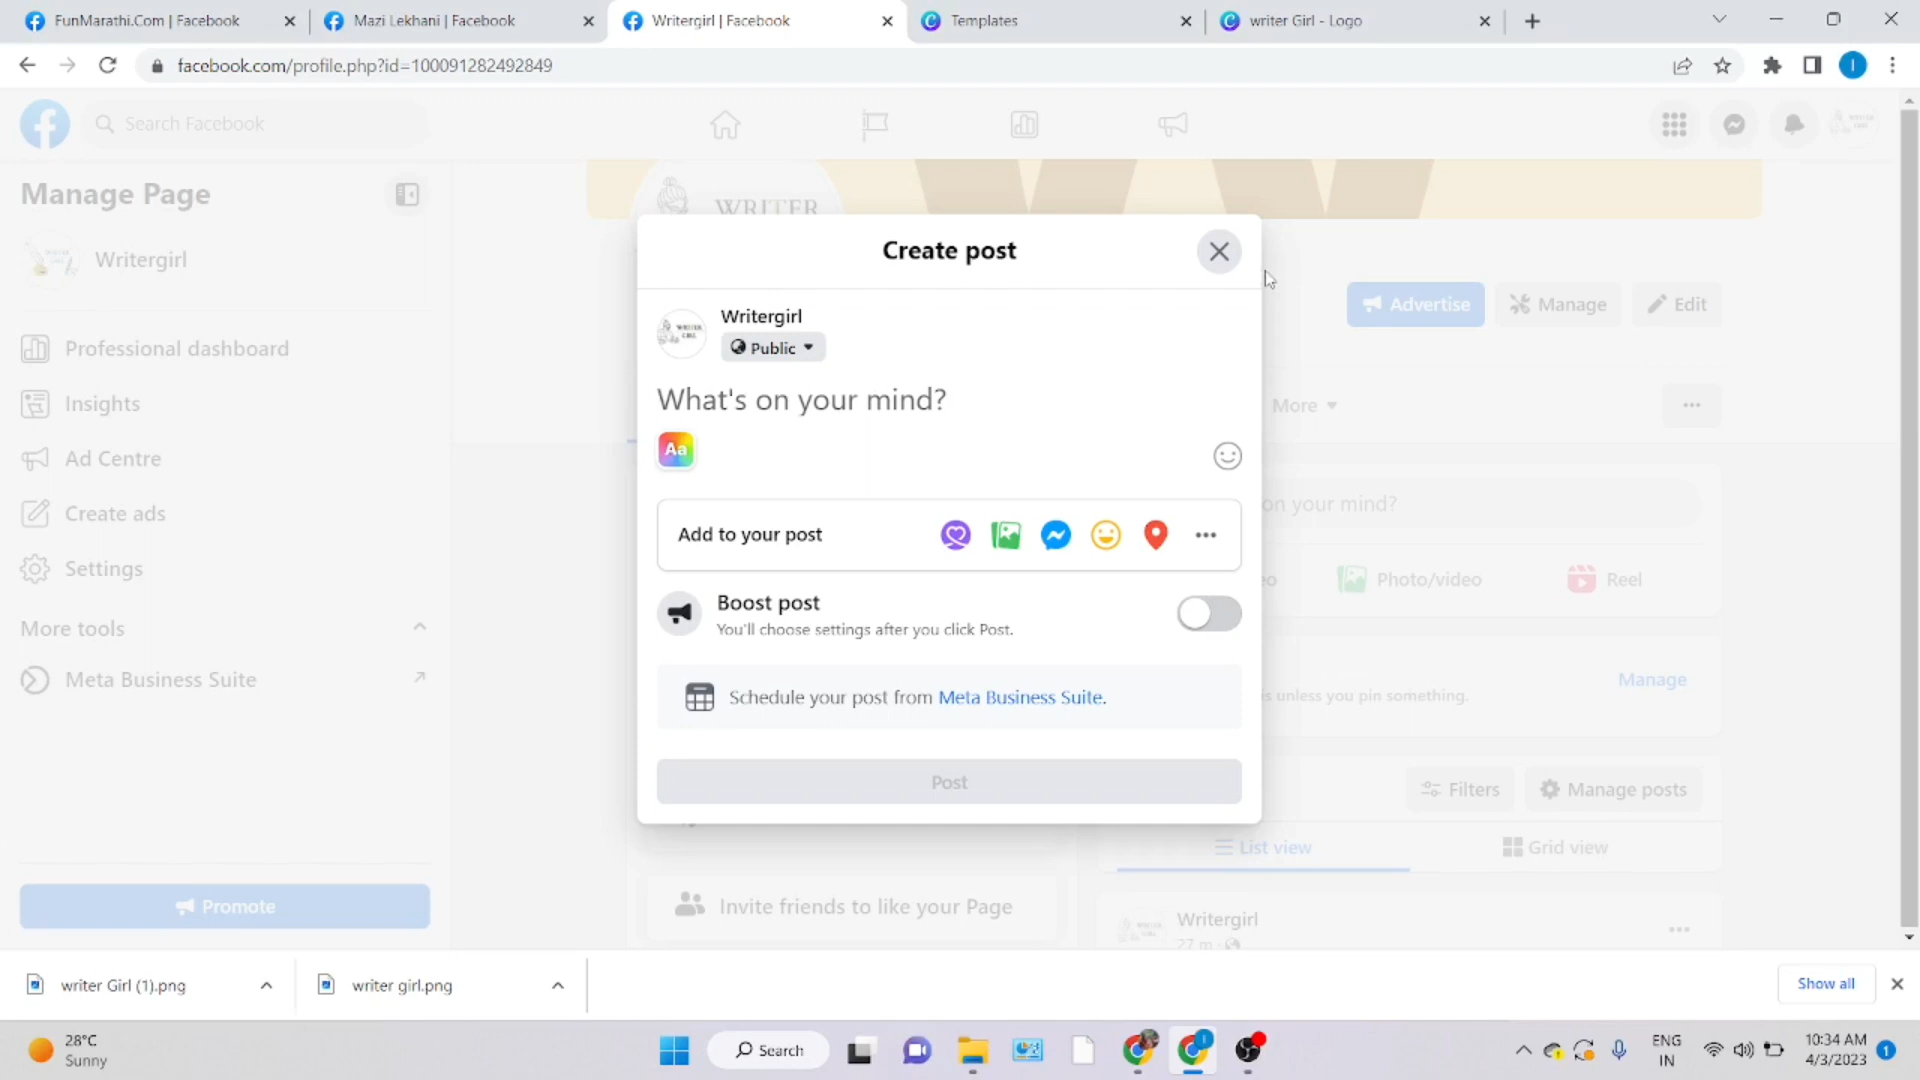 FunMarathi.Com | Facebook
Mazi Lekhani | Facebook
Writergirl | Facebook
Templates
writer Girl - Logo
facebook.com/profile.php?id=100091282492849
I
Search Facebook
Manage Page
WRITER
Writergirl
Create post
Writergirl
Public
Advertise
Manage
Edit
Professional dashboard
Insights
What's on your mind?
More
Aa
Ad Centre
on your mind?
Create ads
Add to your post
Settings
Photo/video
Reel
Boost post
You'll choose settings after you click Post.
More tools
Meta Business Suite
Manage
Schedule your post from Meta Business Suite.
s unless you pin something.
Post
Filters
Manage posts
List view
Grid view
Promote
Invite friends to like your Page
Writergirl
27 m
writer Girl (1).png
writer girl.png
Show all
28°C
Sunny
Search
ENG
IN
10:34 AM
4/3/2023
1